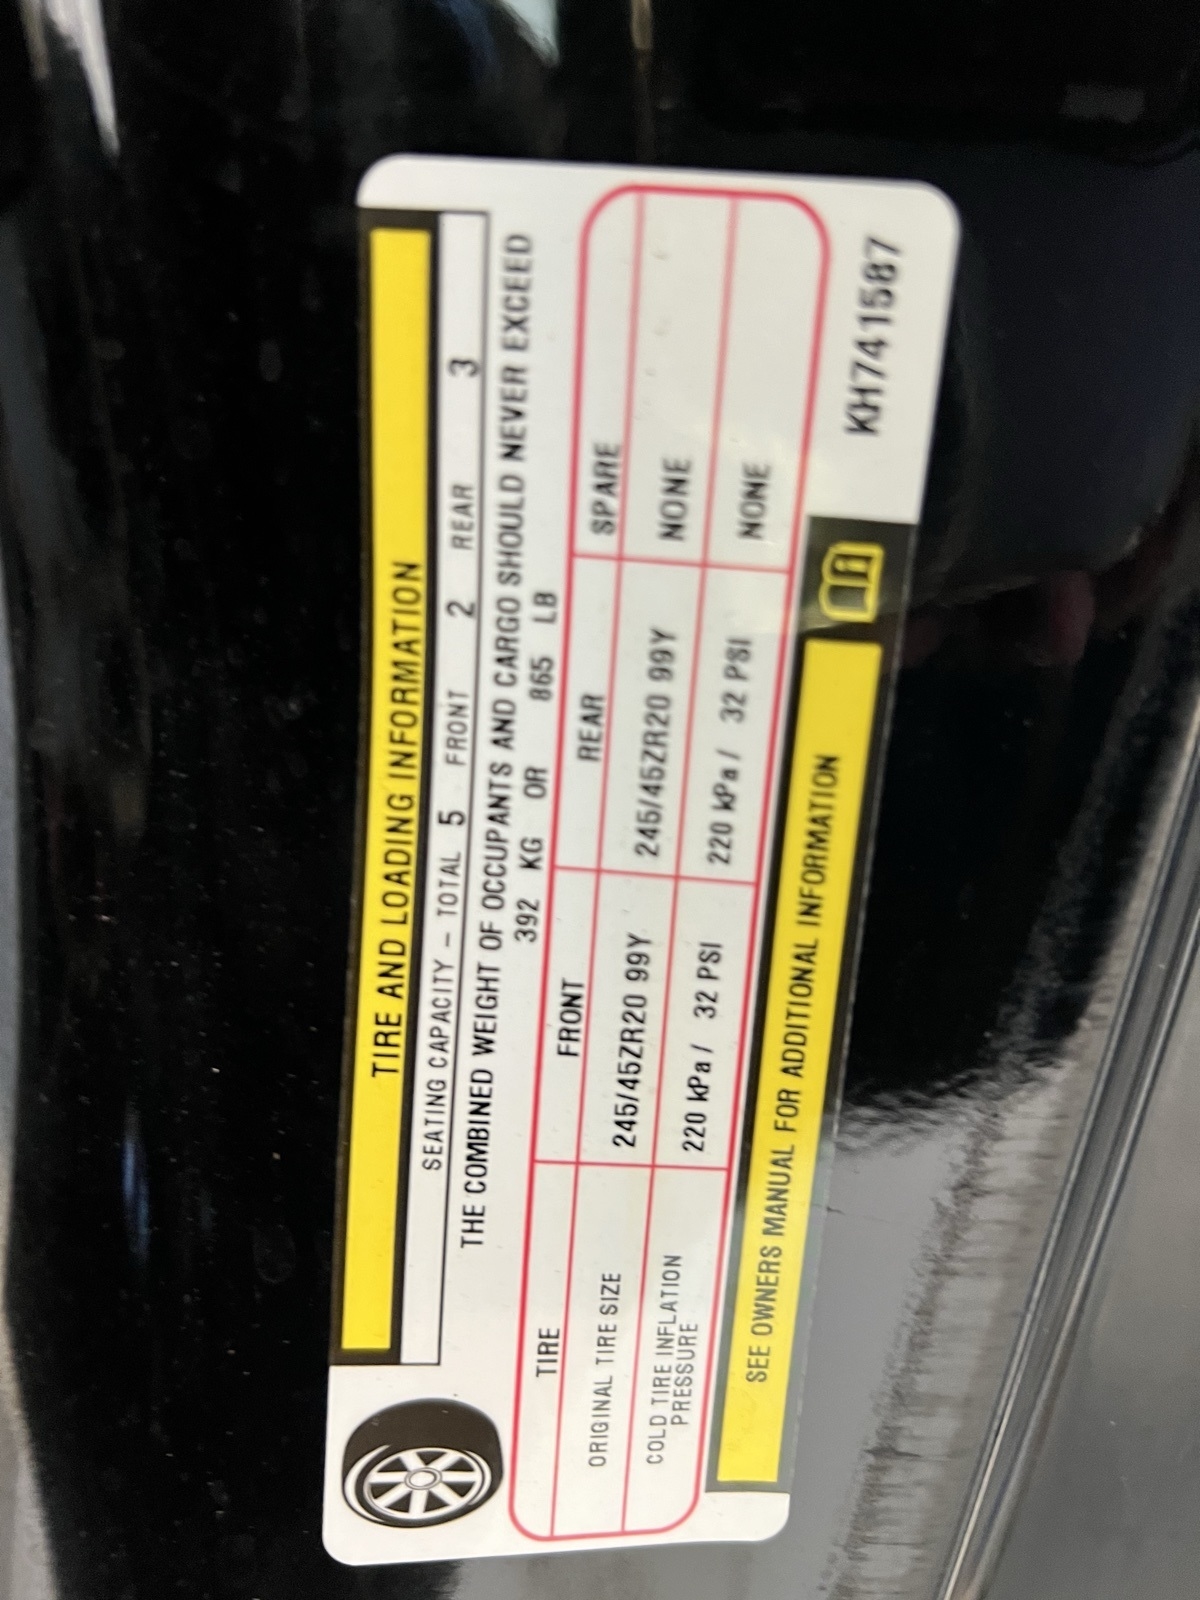 TIRE AND LOADING INFORMATION
SEATING CAPACITY – TOTAL 5 FRONT 2 REAR 3
THE COMBINED WEIGHT OF OCCUPANTS AND CARGO SHOULD NEVER EXCEED
392 KG OR 865 LB
TIRE FRONT REAR SPARE
ORIGINAL TIRE SIZE 245/45ZR20 99Y 245/45ZR20 99Y NONE
COLD TIRE INFLATION
PRESSURE 220 kPa / 32 PSI 220 kPa / 32 PSI NONE
SEE OWNERS MANUAL FOR ADDITIONAL INFORMATION
KH741587